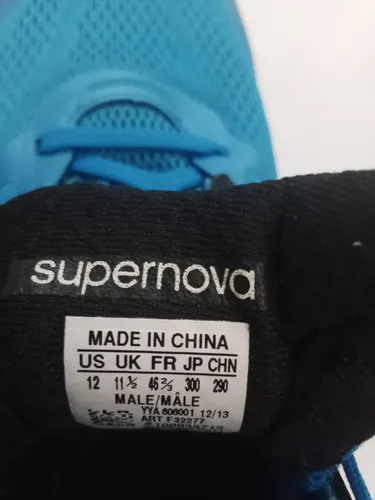 supernova
MADE IN CHINA
US UK FR JP CHN
12 11½ 46⅔ 300 290
MALE/MÂLE
YYA 606001 12/13
ART F32277